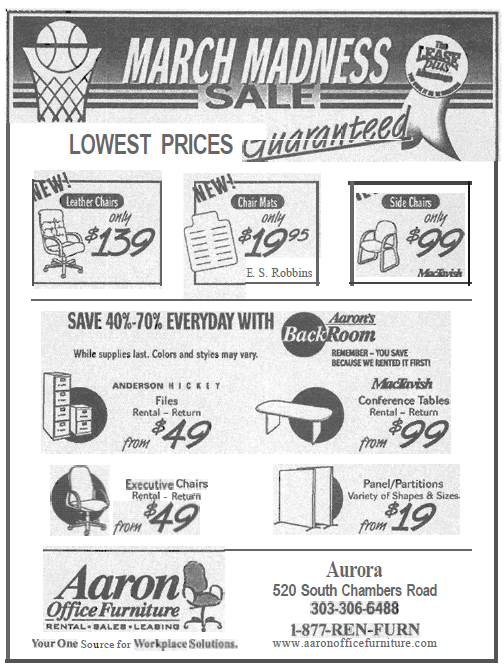 MARCH MADNESS
SALE
THE
LEASE
plus
LOWEST PRICES Guaranteed
NEW!
Leather Chairs
only
$139
NEW!
Chair Mats
only
$19.95
E. S. Robbins
Side Chairs
only
$99
MacTavish
SAVE 40%-70% EVERYDAY WITH
Aaron's
BackRoom
While supplies last. Colors and styles may vary.
REMEMBER – YOU SAVE
BECAUSE WE RENTED IT FIRST!
ANDERSON HICKEY
Files
Rental – Return
from $49
MacTavish
Conference Tables
Rental – Return
from $99
Executive Chairs
Rental – Return
from $49
Panel/Partitions
Variety of Shapes & Sizes
from $19
Aaron
Office Furniture
RENTAL•SALES•LEASING
Your One Source for Workplace Solutions.
Aurora
520 South Chambers Road
303-306-6488
1-877-REN-FURN
www.aaronofficefurniture.com